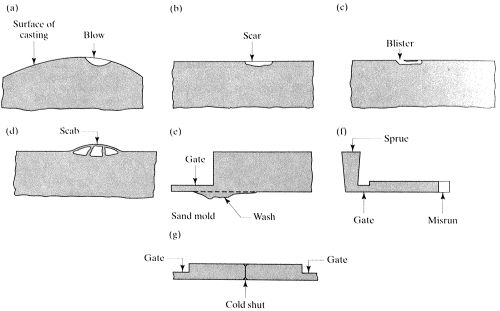 (a)
Surface of
casting
Blow
(b)
Scar
(c)
Blister
(d)
Scab
(e)
Gate
Sand mold
Wash
(f)
Sprue
Gate
Misrun
(g)
Gate
Gate
Cold shut